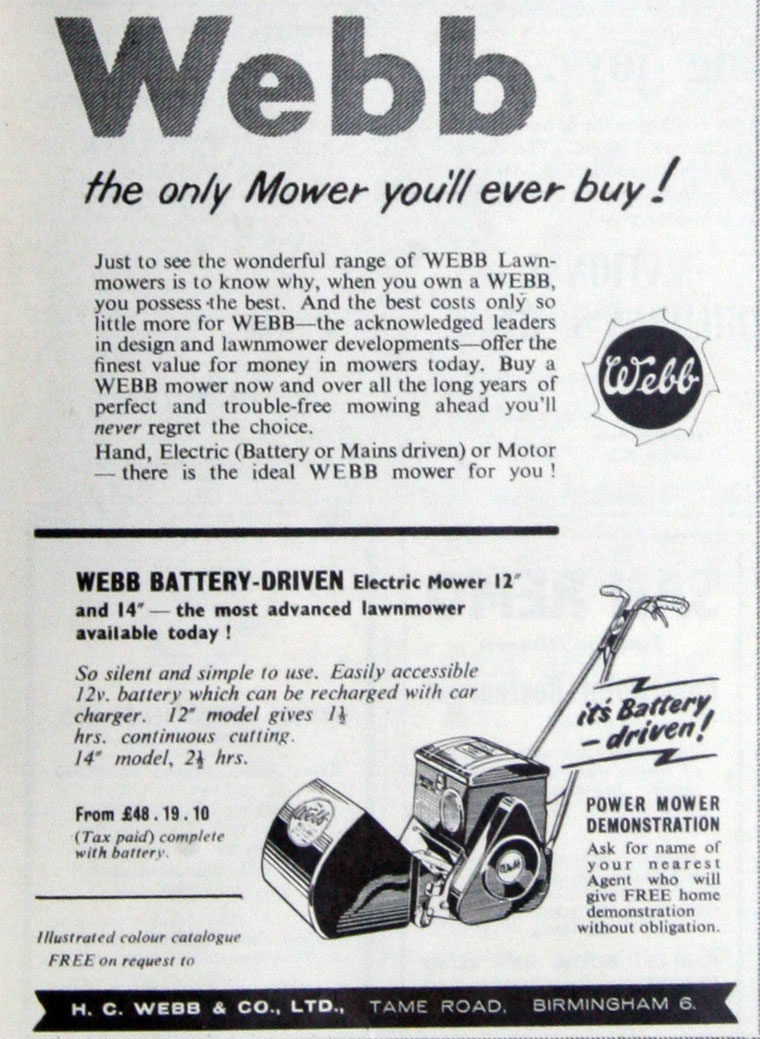 Webb
the only Mower you'll ever buy!
Just to see the wonderful range of WEBB Lawn-
mowers is to know why, when you own a WEBB,
you possess the best. And the best costs only so
little more for WEBB—the acknowledged leaders
in design and lawnmower developments—offer the
finest value for money in mowers today. Buy a
WEBB mower now and over all the long years of
perfect and trouble-free mowing ahead you'll
never regret the choice.
Hand, Electric (Battery or Mains driven) or Motor
— there is the ideal WEBB mower for you!
Webb
WEBB BATTERY-DRIVEN Electric Mower 12″
and 14″ — the most advanced lawnmower
available today!
So silent and simple to use. Easily accessible
12v. battery which can be recharged with car
charger. 12″ model gives 1½
hrs. continuous cutting.
14″ model, 2½ hrs.
it's Battery
– driven!
From £48.19.10
(Tax paid) complete
with battery.
Webb
Webb
POWER MOWER
DEMONSTRATION
Ask for name of
your nearest
Agent who will
give FREE home
demonstration
without obligation.
Illustrated colour catalogue
FREE on request to
H. C. WEBB & CO., LTD., TAME ROAD, BIRMINGHAM 6.